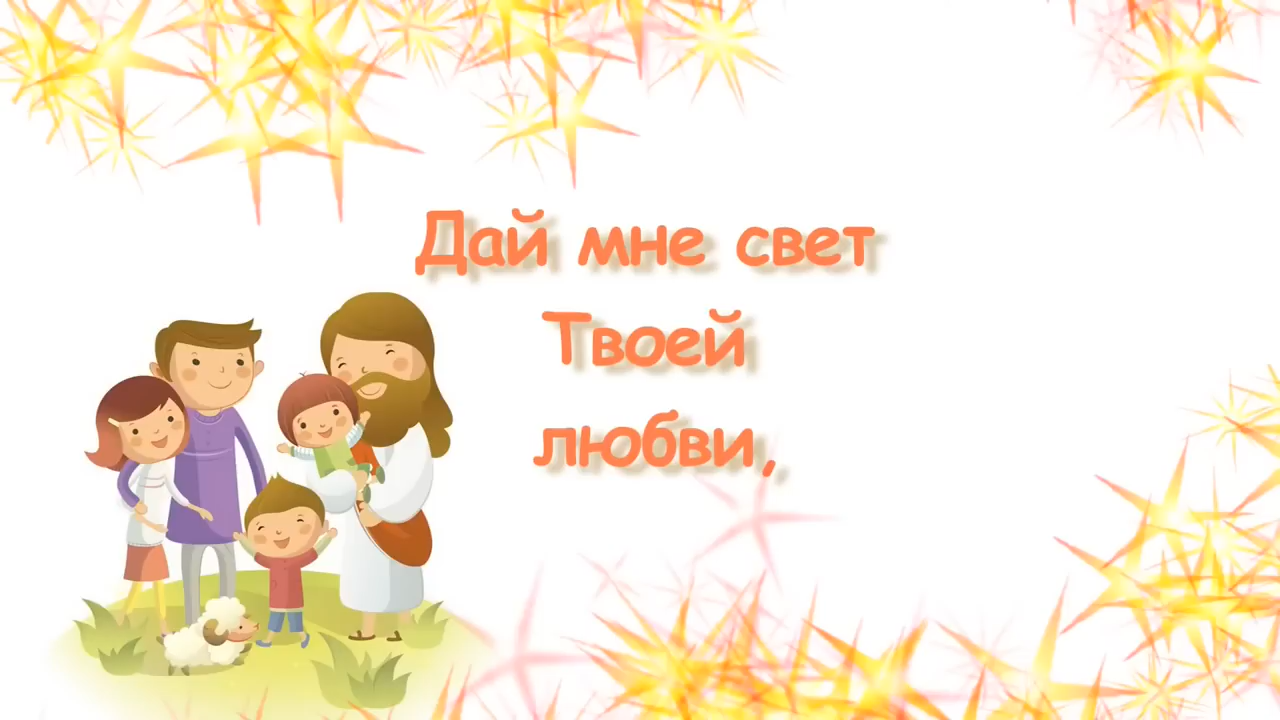 Дай мне свет
Твоей
любви,